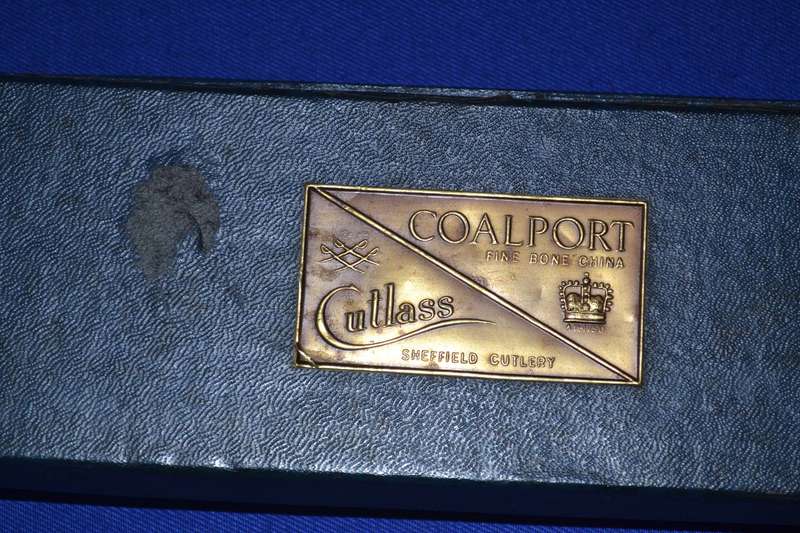 COALPORT
FINE BONE CHINA
Cutlass
SHEFFIELD CUTLERY